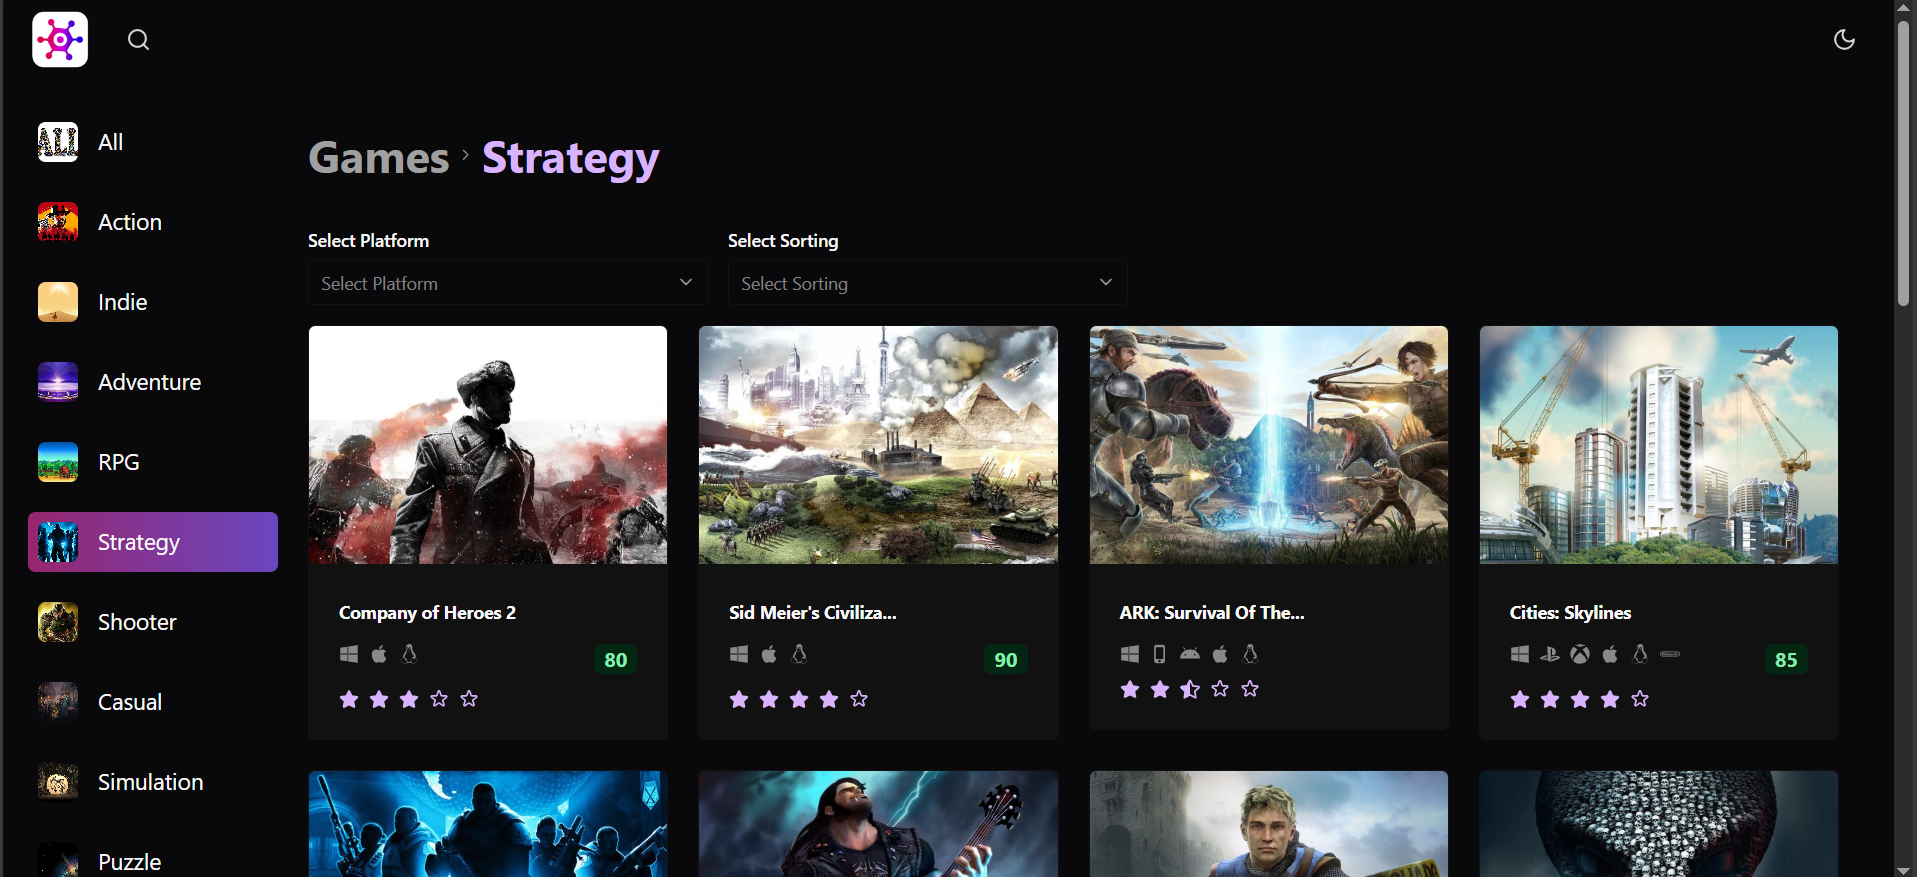 ALL
All
Action
Indie
Adventure
RPG
Strategy
Shooter
Casual
Simulation
Puzzle
Games › Strategy
Select Platform
Select Platform
Select Sorting
Select Sorting
Company of Heroes 2
80
Sid Meier's Civiliza...
90
ARK: Survival Of The...
Cities: Skylines
85